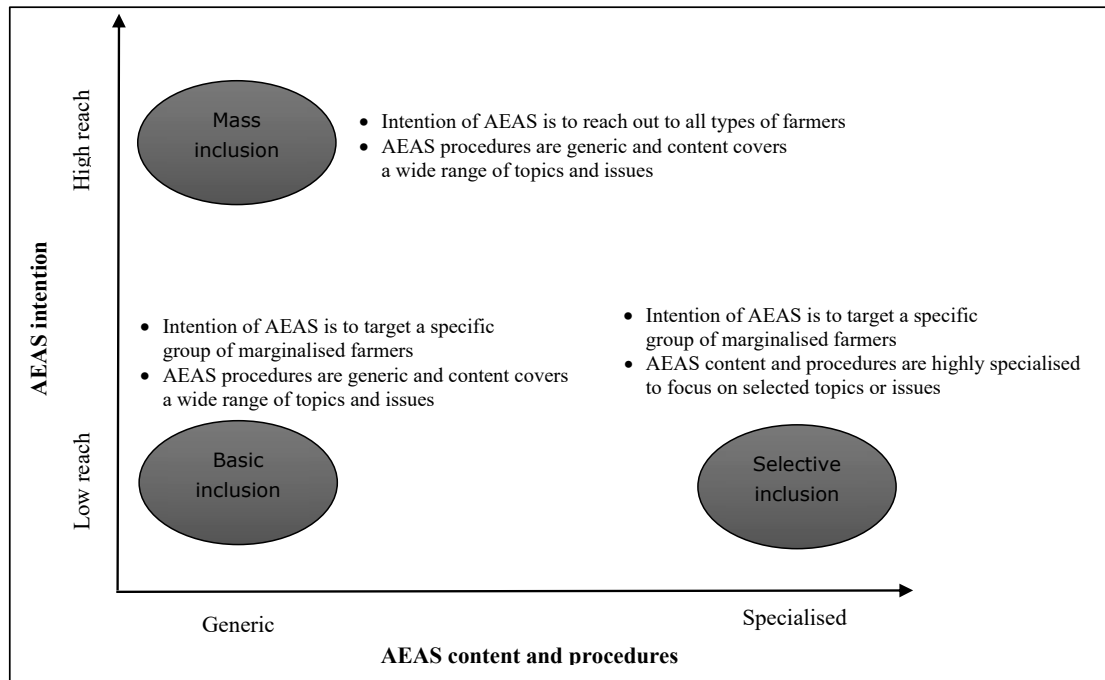 High reach
Mass
inclusion
• Intention of AEAS is to reach out to all types of farmers
• AEAS procedures are generic and content covers
a wide range of topics and issues
AEAS intention
• Intention of AEAS is to target a specific
group of marginalised farmers
• AEAS procedures are generic and content covers
a wide range of topics and issues
• Intention of AEAS is to target a specific
group of marginalised farmers
• AEAS content and procedures are highly specialised
to focus on selected topics or issues
Low reach
Basic
inclusion
Selective
inclusion
Generic
Specialised
AEAS content and procedures